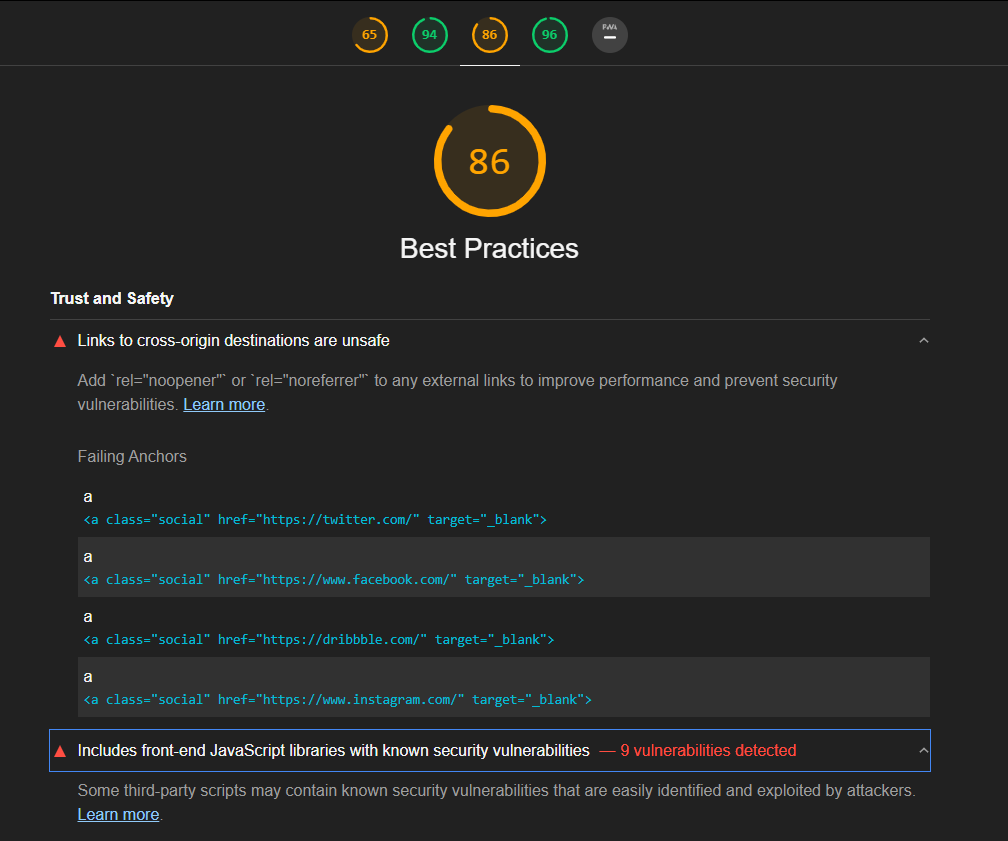 65 94 86 96 PWA
86
Best Practices
Trust and Safety
Links to cross-origin destinations are unsafe
Add `rel="noopener"` or `rel="noreferrer"` to any external links to improve performance and prevent security
vulnerabilities. Learn more.
Failing Anchors
a
<a class="social" href="https://twitter.com/" target="_blank">
a
<a class="social" href="https://www.facebook.com/" target="_blank">
a
<a class="social" href="https://dribbble.com/" target="_blank">
a
<a class="social" href="https://www.instagram.com/" target="_blank">
Includes front-end JavaScript libraries with known security vulnerabilities — 9 vulnerabilities detected
Some third-party scripts may contain known security vulnerabilities that are easily identified and exploited by attackers.
Learn more.